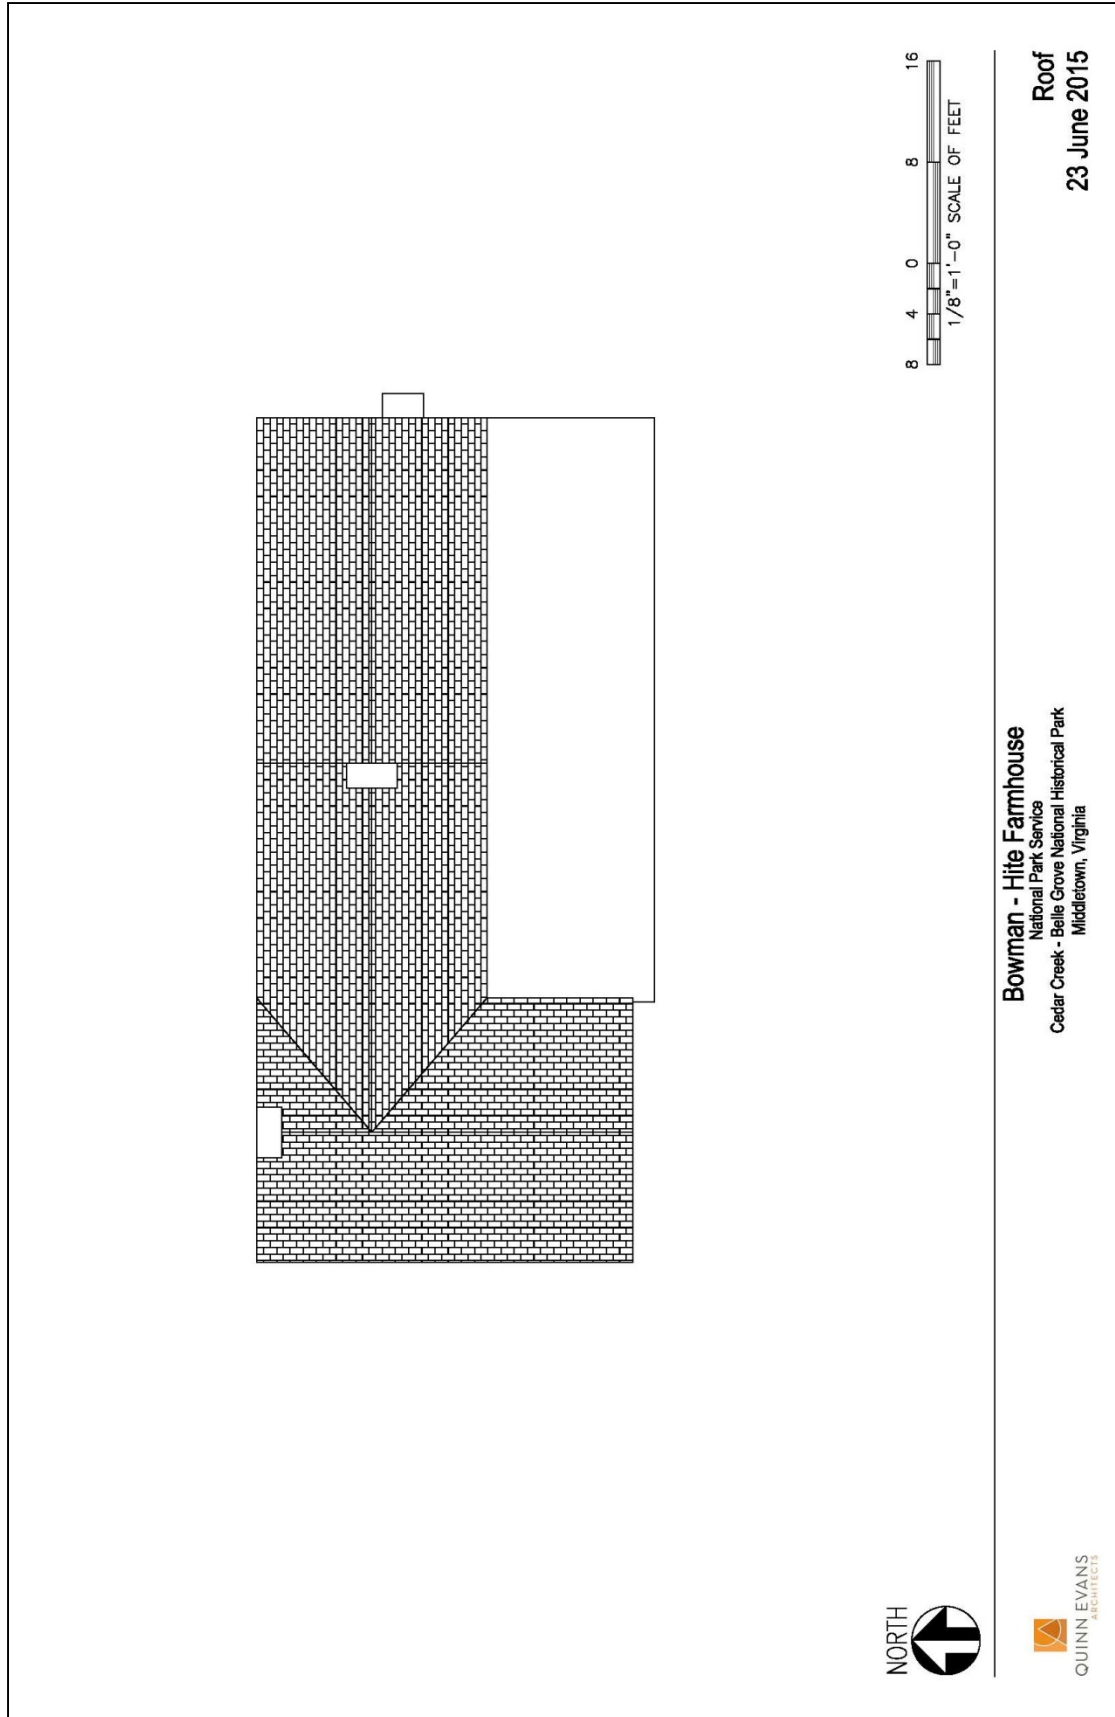 NORTH
8 4 0 8 16
1/8"=1'-0" SCALE OF FEET
QUINN EVANS
ARCHITECTS
Bowman - Hite Farmhouse
National Park Service
Cedar Creek - Belle Grove National Historical Park
Middletown, Virginia
Roof
23 June 2015